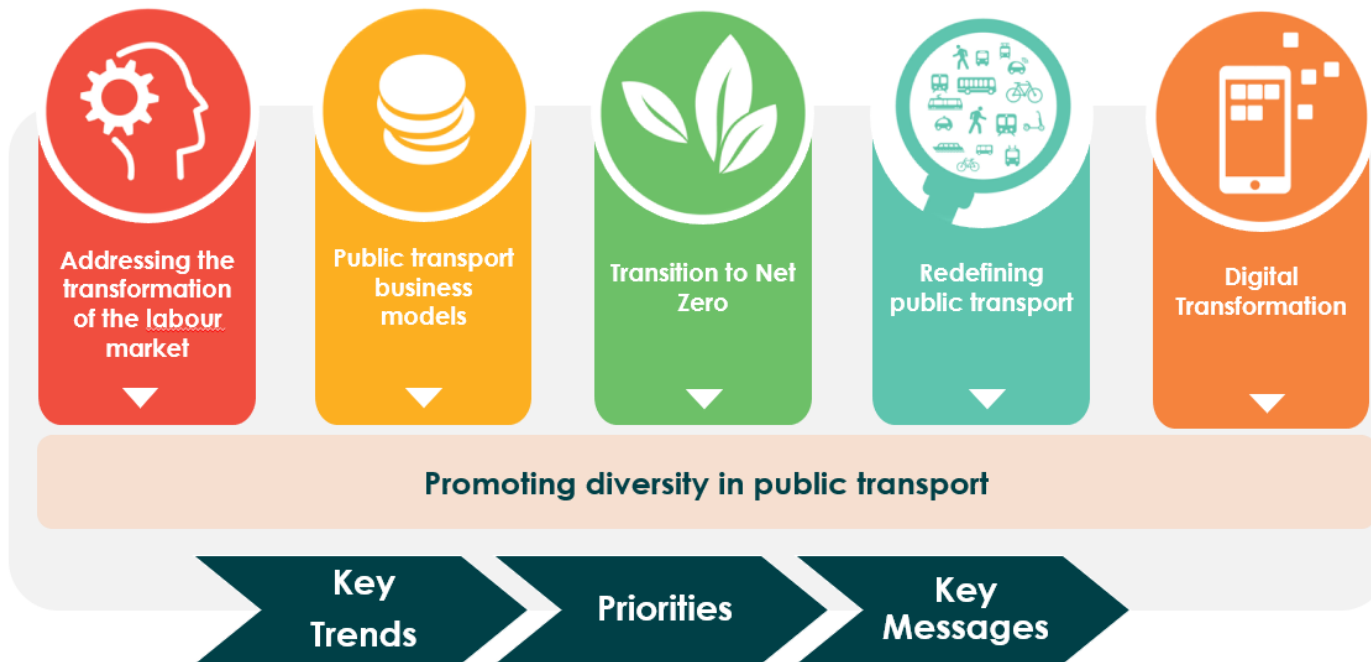 Addressing the
transformation
of the labour
market
Public transport
business
models
Transition to Net
Zero
Redefining
public transport
Digital
Transformation
Promoting diversity in public transport
Key
Trends
Priorities
Key
Messages